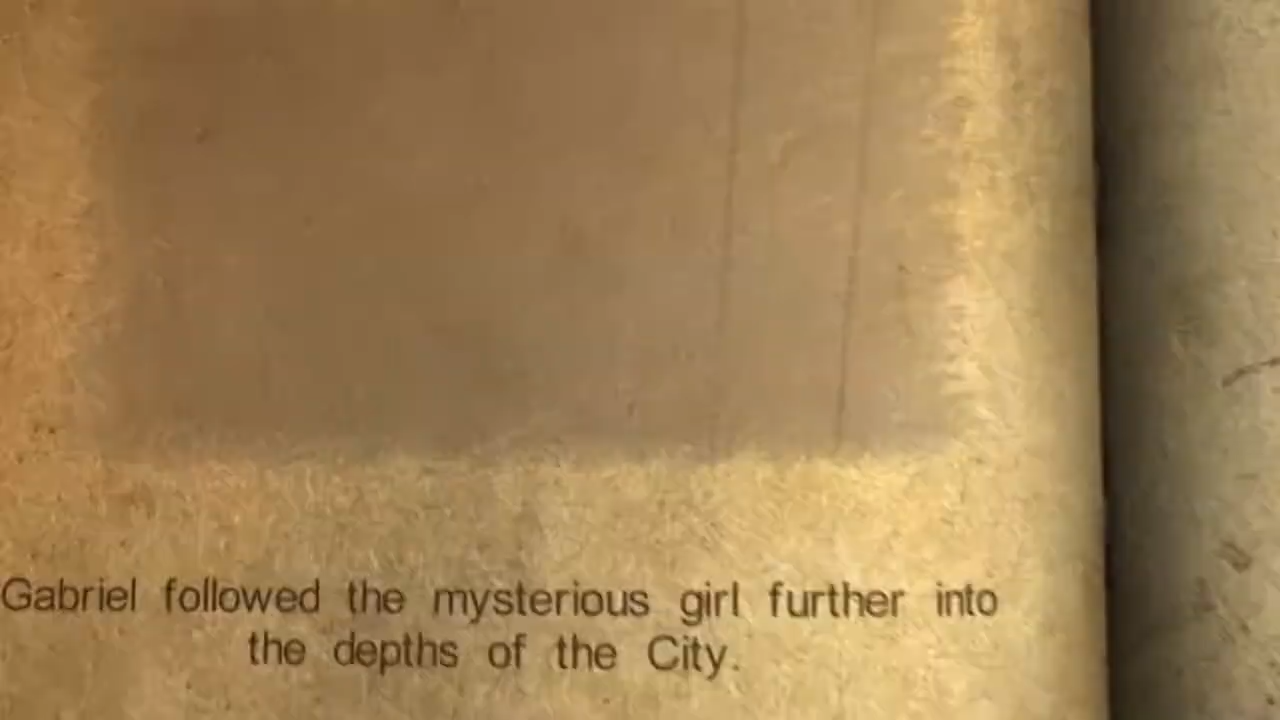 Gabriel followed the mysterious girl further into
the depths of the City.